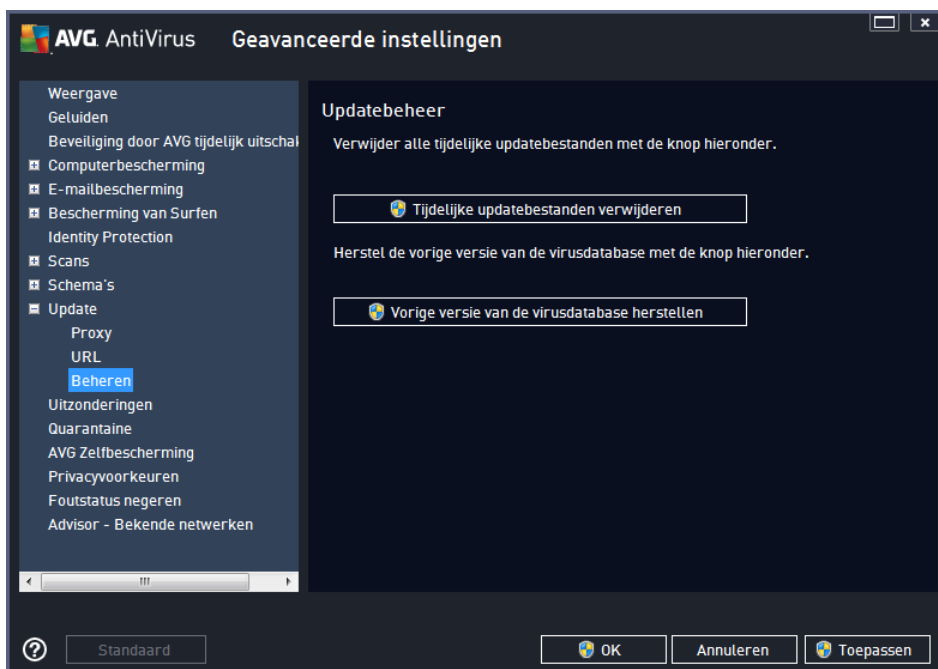 AVG. AntiVirus Geavanceerde instellingen
Weergave
Geluiden
Beveiliging door AVG tijdelijk uitschal
Computerbescherming
E-mailbescherming
Bescherming van Surfen
Identity Protection
Scans
Schema's
Update
Proxy
URL
Beheren
Uitzonderingen
Quarantaine
AVG Zelfbescherming
Privacyvoorkeuren
Foutstatus negeren
Advisor - Bekende netwerken
Updatebeheer
Verwijder alle tijdelijke updatebestanden met de knop hieronder.
Tijdelijke updatebestanden verwijderen
Herstel de vorige versie van de virusdatabase met de knop hieronder.
Vorige versie van de virusdatabase herstellen
Standaard
OK
Annuleren
Toepassen